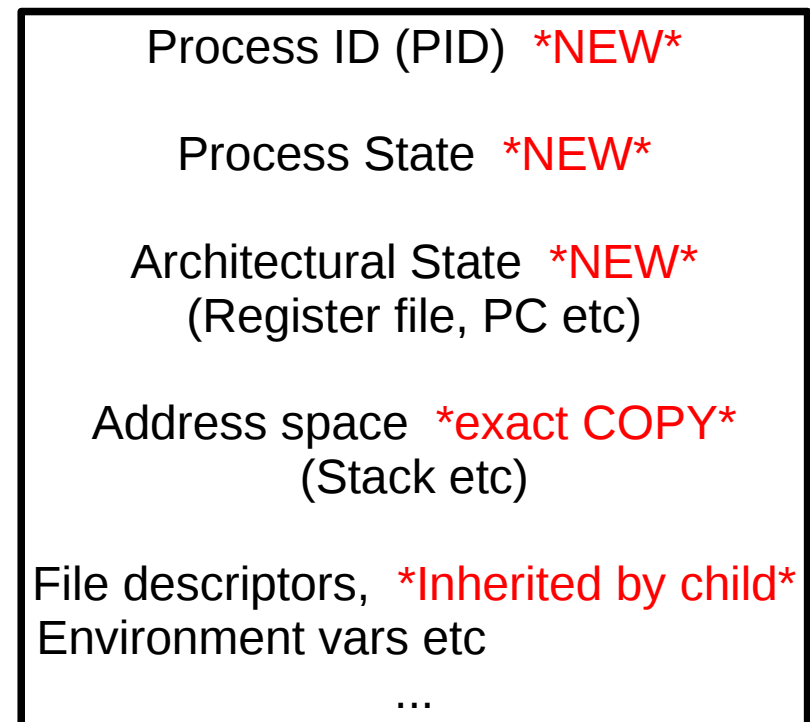 Process ID (PID) *NEW*
Process State *NEW*
Architectural State *NEW*
(Register file, PC etc)
Address space *exact COPY*
(Stack etc)
File descriptors, *Inherited by child*
Environment vars etc
...